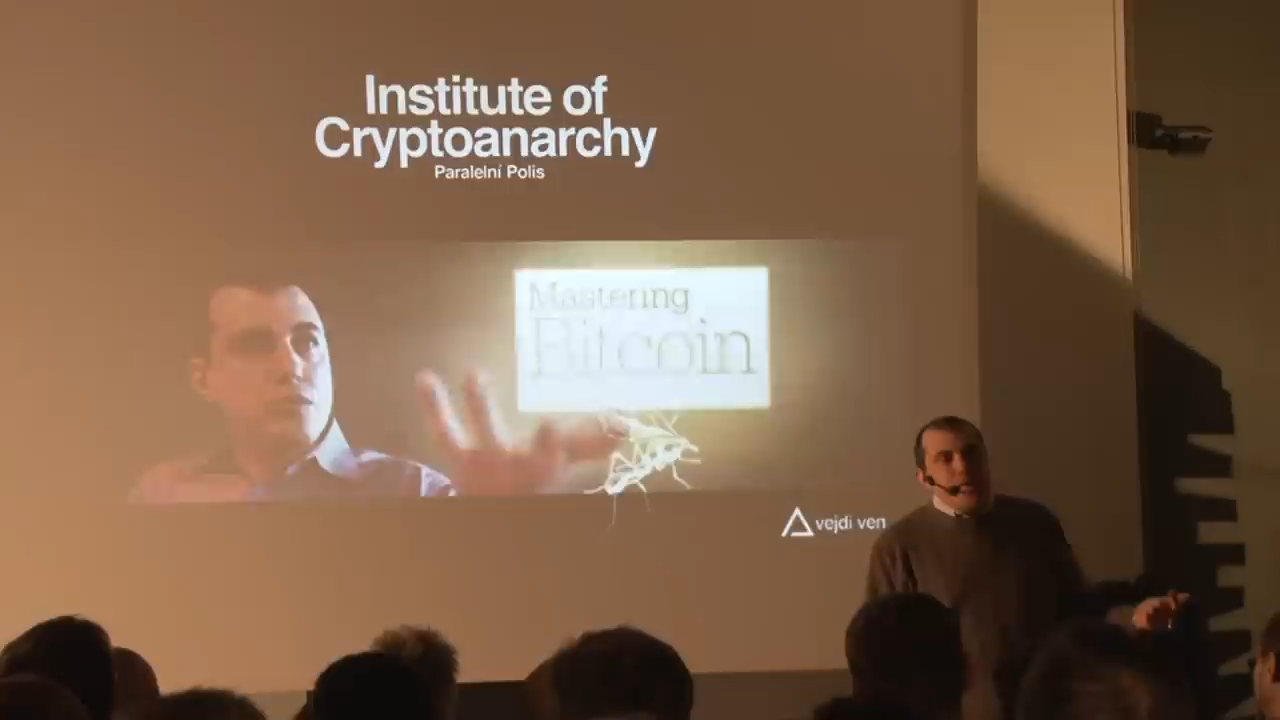 Institute of
Cryptoanarchy
Paralelní Polis
Mastering
Bitcoin
vejdi ven